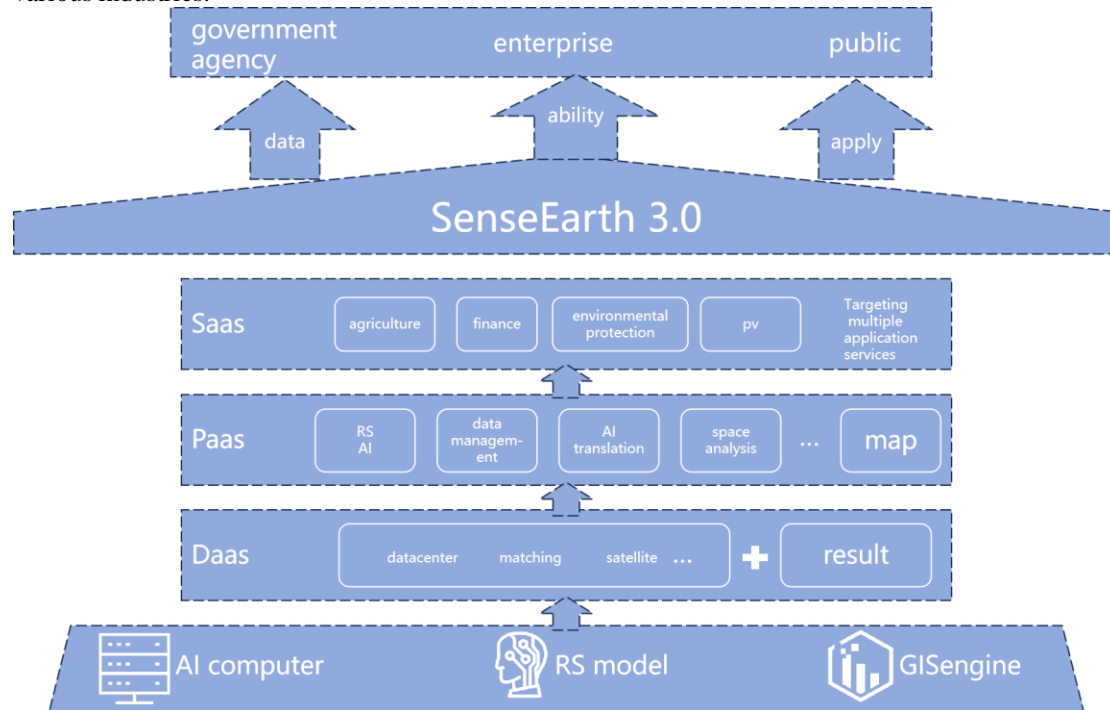 various industries.
government
agency
enterprise
public
data
ability
apply
SenseEarth 3.0
Saas
agriculture
finance
environmental
protection
pv
Targeting
multiple
application
services
Paas
RS
AI
data
managem-
ent
AI
translation
space
analysis
...
map
Daas
datacenter
matching
satellite
...
result
AI computer
RS model
GISengine